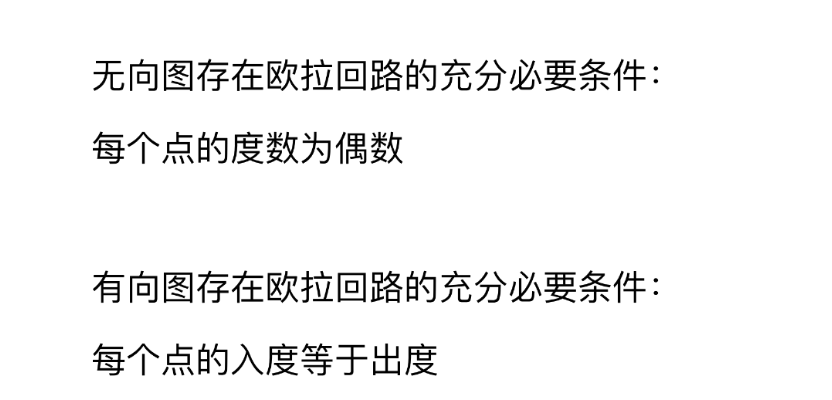 无向图存在欧拉回路的充分必要条件：
每个点的度数为偶数
有向图存在欧拉回路的充分必要条件：
每个点的入度等于出度